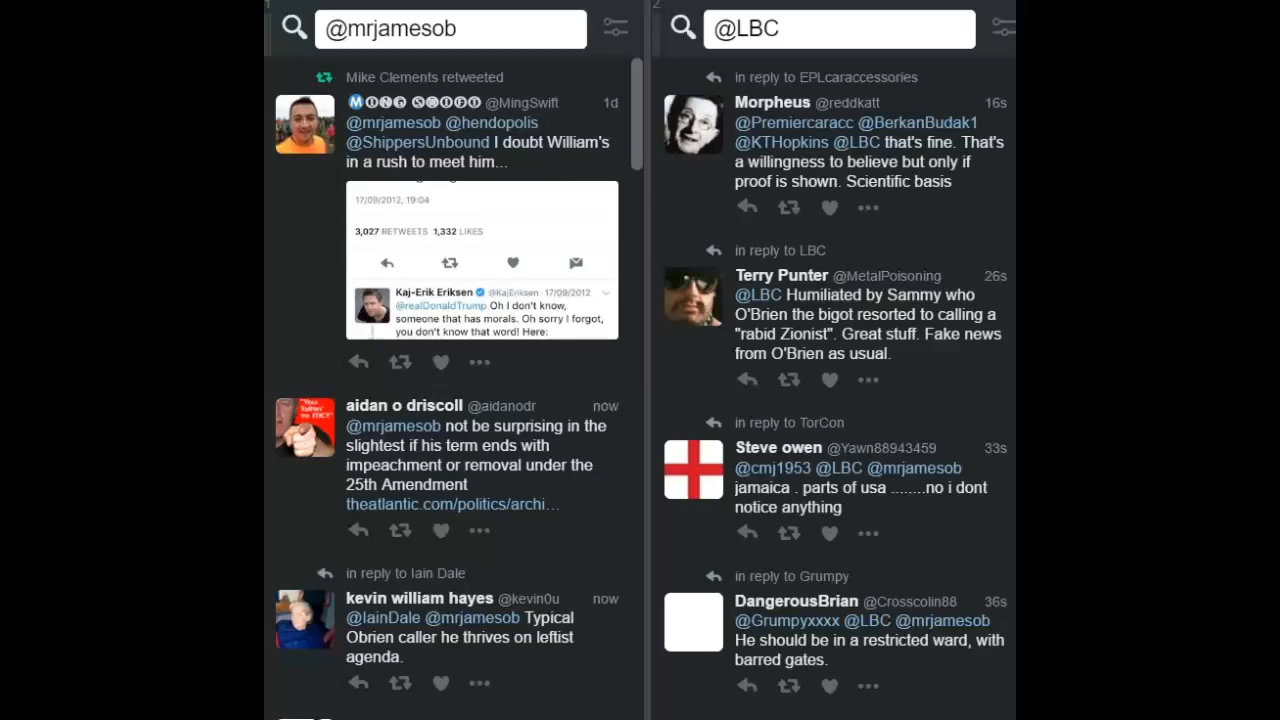 1
@mrjamesob
Mike Clements retweeted
ⓂⒾⓃⒼ ⓈⓌⒾⒻⓉ @MingSwift 1d
@mrjamesob @hendopolis
@ShippersUnbound I doubt William's
in a rush to meet him...
17/09/2012, 19:04
3,027 RETWEETS 1,332 LIKES
Kaj-Erik Eriksen @KajEriksen · 17/09/2012
@realDonaldTrump Oh I don't know,
someone that has morals. Oh sorry I forgot,
you don't know that word! Here:
"You
Talkin'
to ME?"
aidan o driscoll @aidanodr now
@mrjamesob not be surprising in the
slightest if his term ends with
impeachment or removal under the
25th Amendment
theatlantic.com/politics/archi…
in reply to Iain Dale
kevin william hayes @kevin0u now
@IainDale @mrjamesob Typical
Obrien caller he thrives on leftist
agenda.
2
@LBC
in reply to EPLcaraccessories
Morpheus @reddkatt 16s
@Premiercaracc @BerkanBudak1
@KTHopkins @LBC that's fine. That's
a willingness to believe but only if
proof is shown. Scientific basis
in reply to LBC
Terry Punter @MetalPoisoning 26s
@LBC Humiliated by Sammy who
O'Brien the bigot resorted to calling a
"rabid Zionist". Great stuff. Fake news
from O'Brien as usual.
in reply to TorCon
Steve owen @Yawn88943459 33s
@cmj1953 @LBC @mrjamesob
jamaica . parts of usa ........no i dont
notice anything
in reply to Grumpy
DangerousBrian @Crosscolin88 36s
@Grumpyxxxx @LBC @mrjamesob
He should be in a restricted ward, with
barred gates.